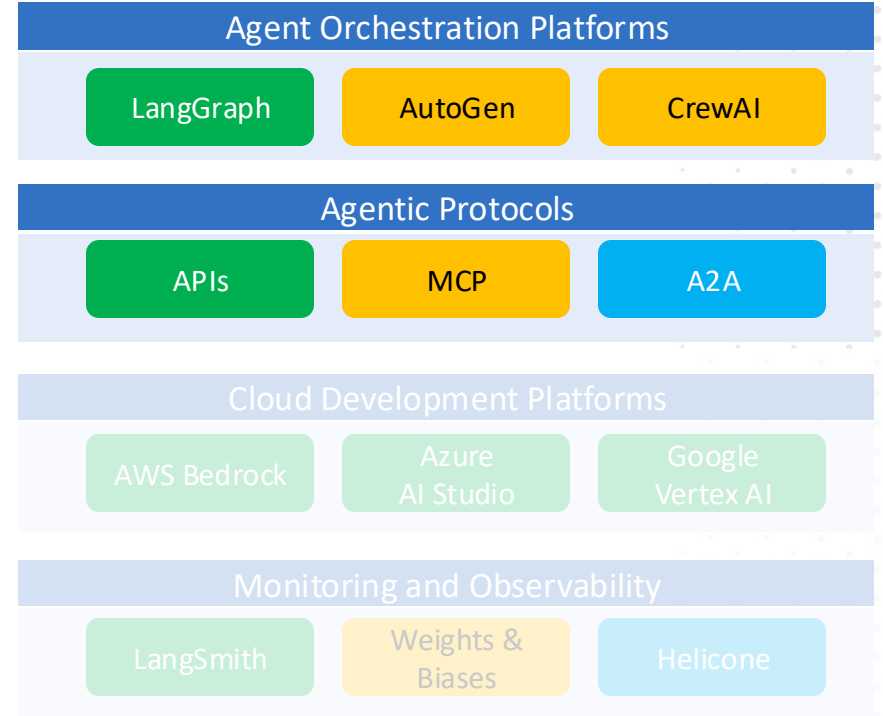 Agent Orchestration Platforms
LangGraph
AutoGen
CrewAI
Agentic Protocols
APIs
MCP
A2A
Cloud Development Platforms
AWS Bedrock
Azure
AI Studio
Google
Vertex AI
Monitoring and Observability
LangSmith
Weights &
Biases
Helicone